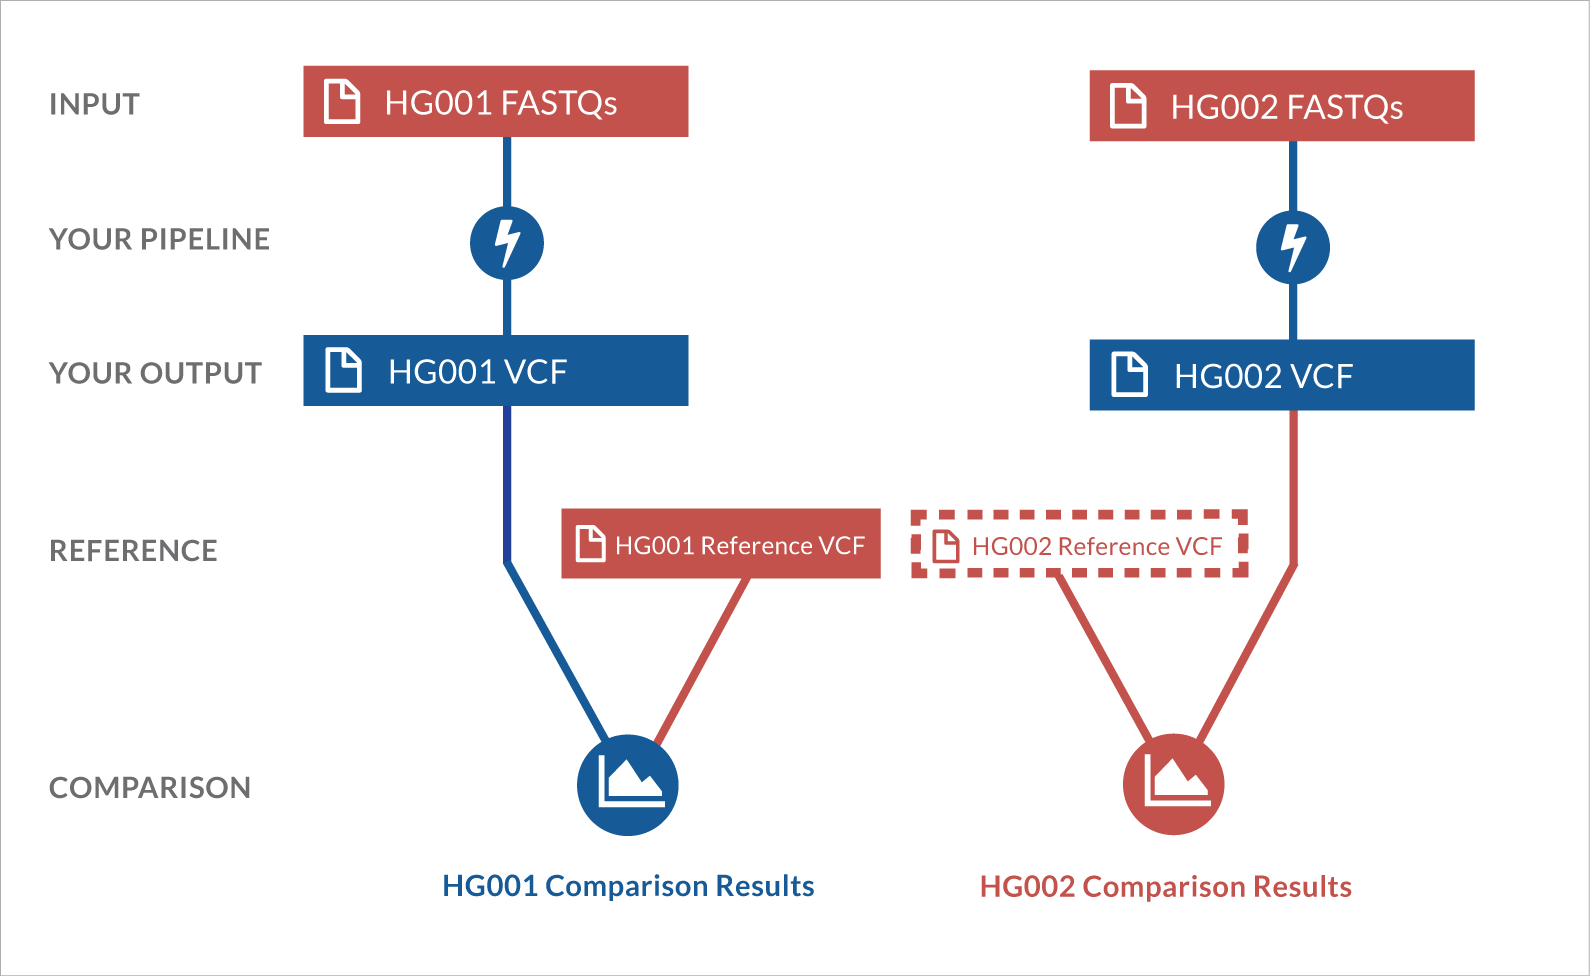 INPUT
HG001 FASTQs
HG002 FASTQs
YOUR PIPELINE
YOUR OUTPUT
HG001 VCF
HG002 VCF
REFERENCE
HG001 Reference VCF
HG002 Reference VCF
COMPARISON
HG001 Comparison Results
HG002 Comparison Results